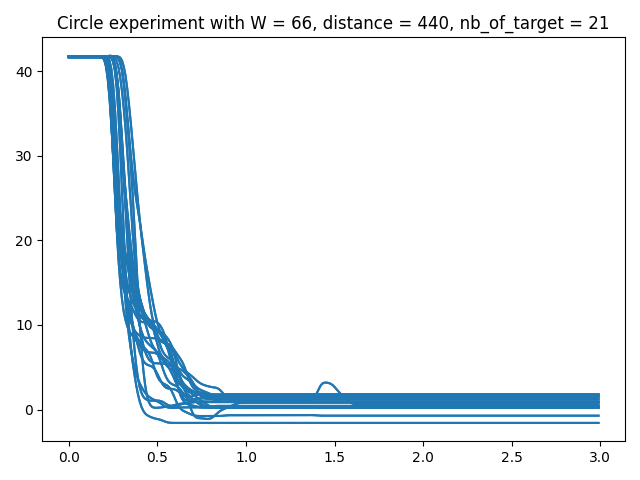 Circle experiment with W = 66, distance = 440, nb_of_target = 21
40
30
20
10
0
0.0 0.5 1.0 1.5 2.0 2.5 3.0